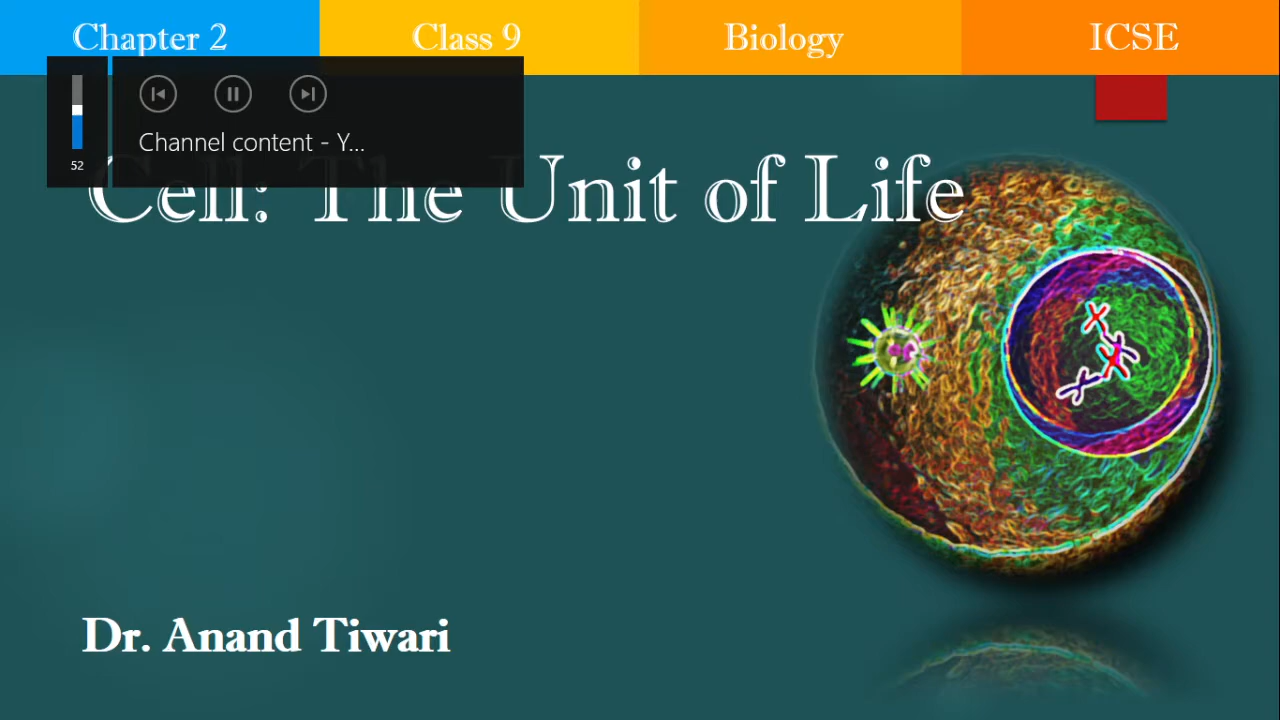 Chapter 2
Class 9
Biology
ICSE
Channel content - Y...
52
Cell: The Unit of Life
Dr. Anand Tiwari